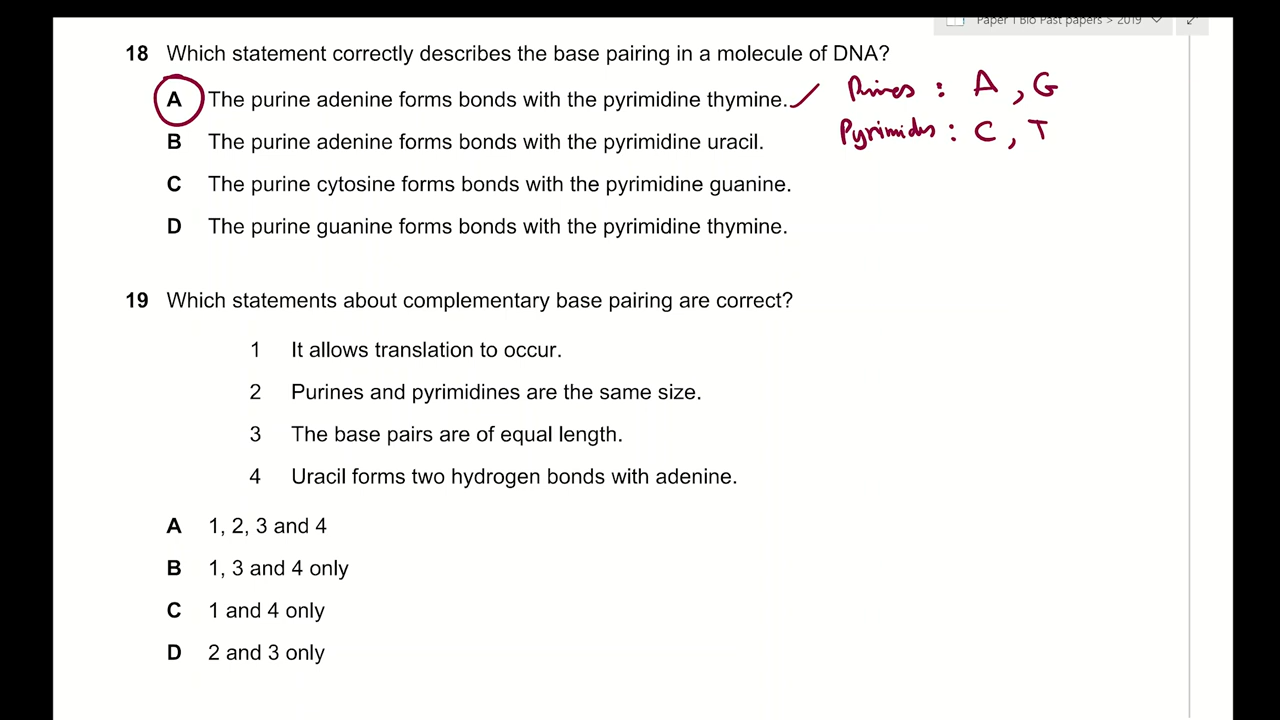 Paper 1 Bio Past papers > 2019
18 Which statement correctly describes the base pairing in a molecule of DNA?
A The purine adenine forms bonds with the pyrimidine thymine. ✓
Purines : A , G
B The purine adenine forms bonds with the pyrimidine uracil.
Pyrimides : C , T
C The purine cytosine forms bonds with the pyrimidine guanine.
D The purine guanine forms bonds with the pyrimidine thymine.
19 Which statements about complementary base pairing are correct?
1 It allows translation to occur.
2 Purines and pyrimidines are the same size.
3 The base pairs are of equal length.
4 Uracil forms two hydrogen bonds with adenine.
A 1, 2, 3 and 4
B 1, 3 and 4 only
C 1 and 4 only
D 2 and 3 only